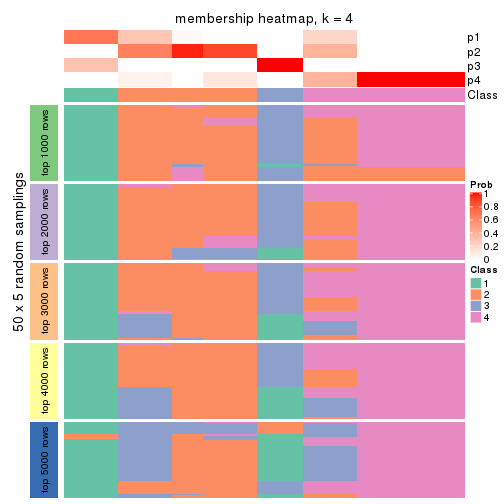 membership heatmap, k = 4
p1
p2
p3
p4
Class
50 x 5 random samplings
top 1000 rows
top 2000 rows
top 3000 rows
top 4000 rows
top 5000 rows
Prob
1
0.8
0.6
0.4
0.2
0
Class
1
2
3
4